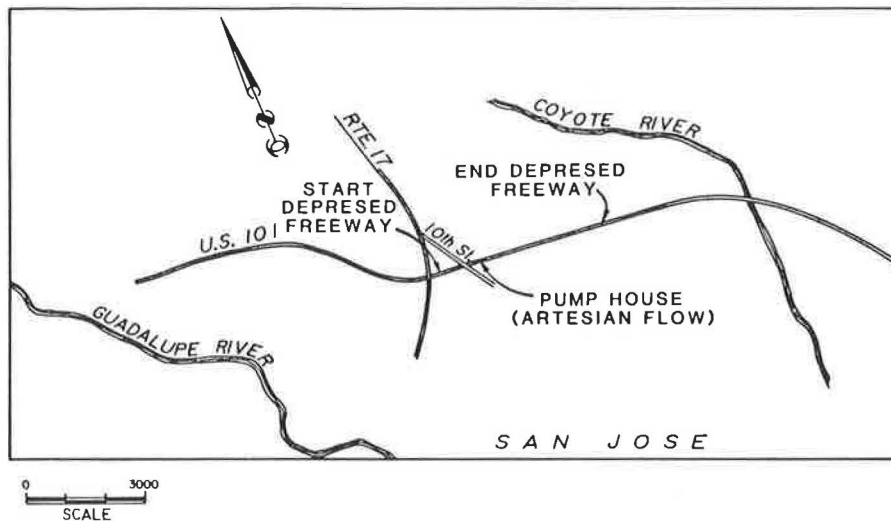 COYOTE RIVER
RTE. 17
END DEPRESED
FREEWAY
START
DEPRESED
FREEWAY
U.S. 101
10th St.
PUMP HOUSE
(ARTESIAN FLOW)
GUADALUPE RIVER
SAN JOSE
0 3000
SCALE